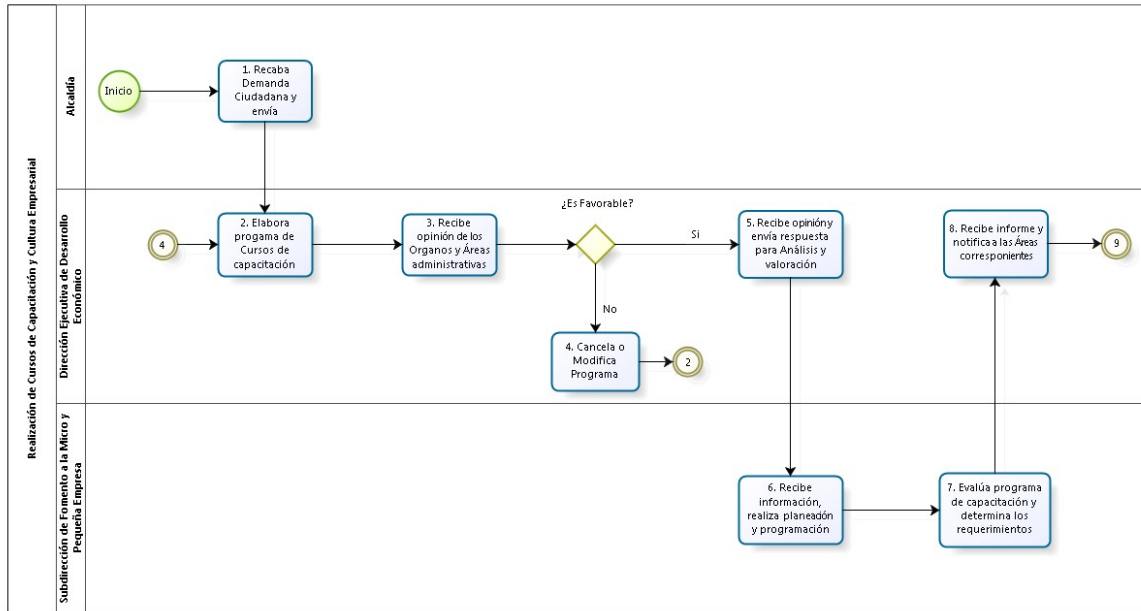 Realización de Cursos de Capacitación y Cultura Empresarial
Alcaldía
Inicio
1. Recaba
Demanda
Ciudadana y
envía
Dirección Ejecutiva de Desarrollo
Económico
4
2. Elabora
progama de
Cursos de
capacitación
3. Recibe
opinión de los
Organos y Áreas
administrativas
¿Es Favorable?
Si
No
4. Cancela o
Modifica
Programa
2
5. Recibe opinión y
envía respuesta
para Análisis y
valoración
8. Recibe informe y
notifica a las Áreas
corresponientes
9
Subdirección de Fomento a la Micro y
Pequeña Empresa
6. Recibe
información,
realiza planeación
y programación
7. Evalúa programa
de capacitación y
determina los
requerimientos